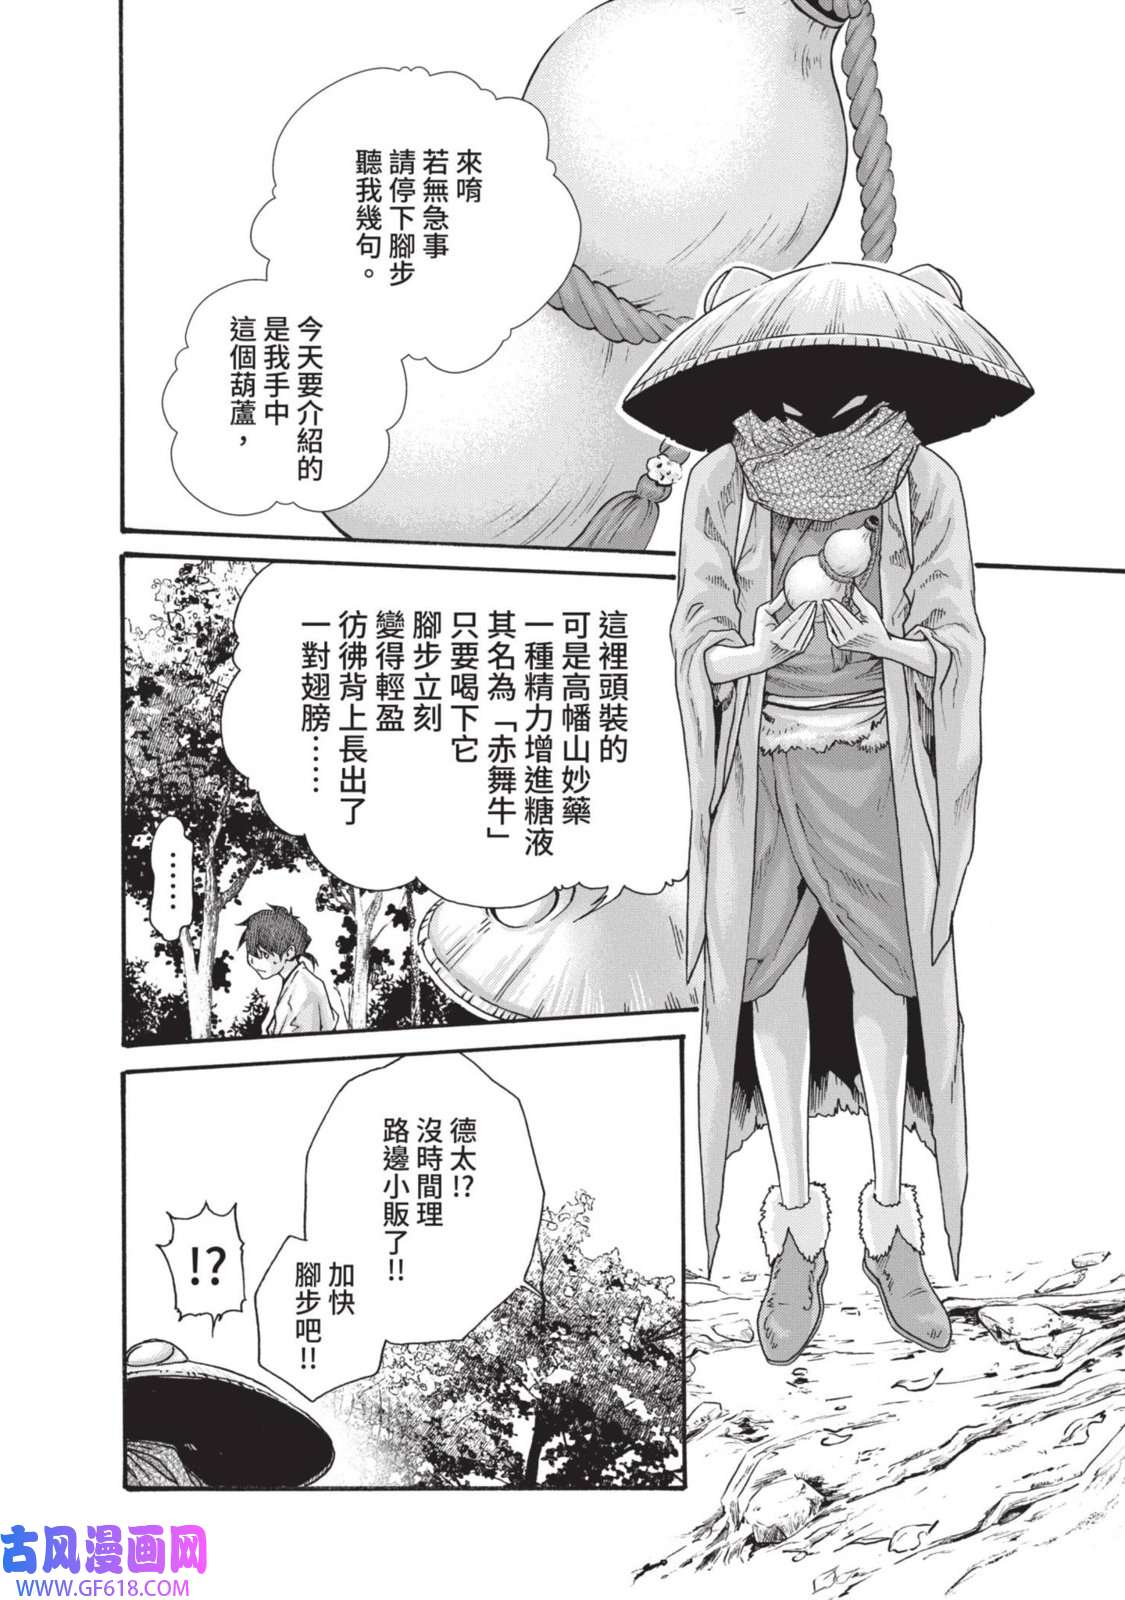 來唷
若無急事
請停下腳步
聽我幾句。
今天要介紹的
是我手中
這個葫蘆，
這裡頭裝的
可是高幡山妙藥
一種精力增進糖液
其名為「赤舞牛」
只要喝下它
腳步立刻
變得輕盈
彷彿背上長出了
一對翅膀……
……
德太!?
沒時間理
路邊小販了!!
加快
腳步吧!!
!?
古风漫画网
WWW.GF618.COM